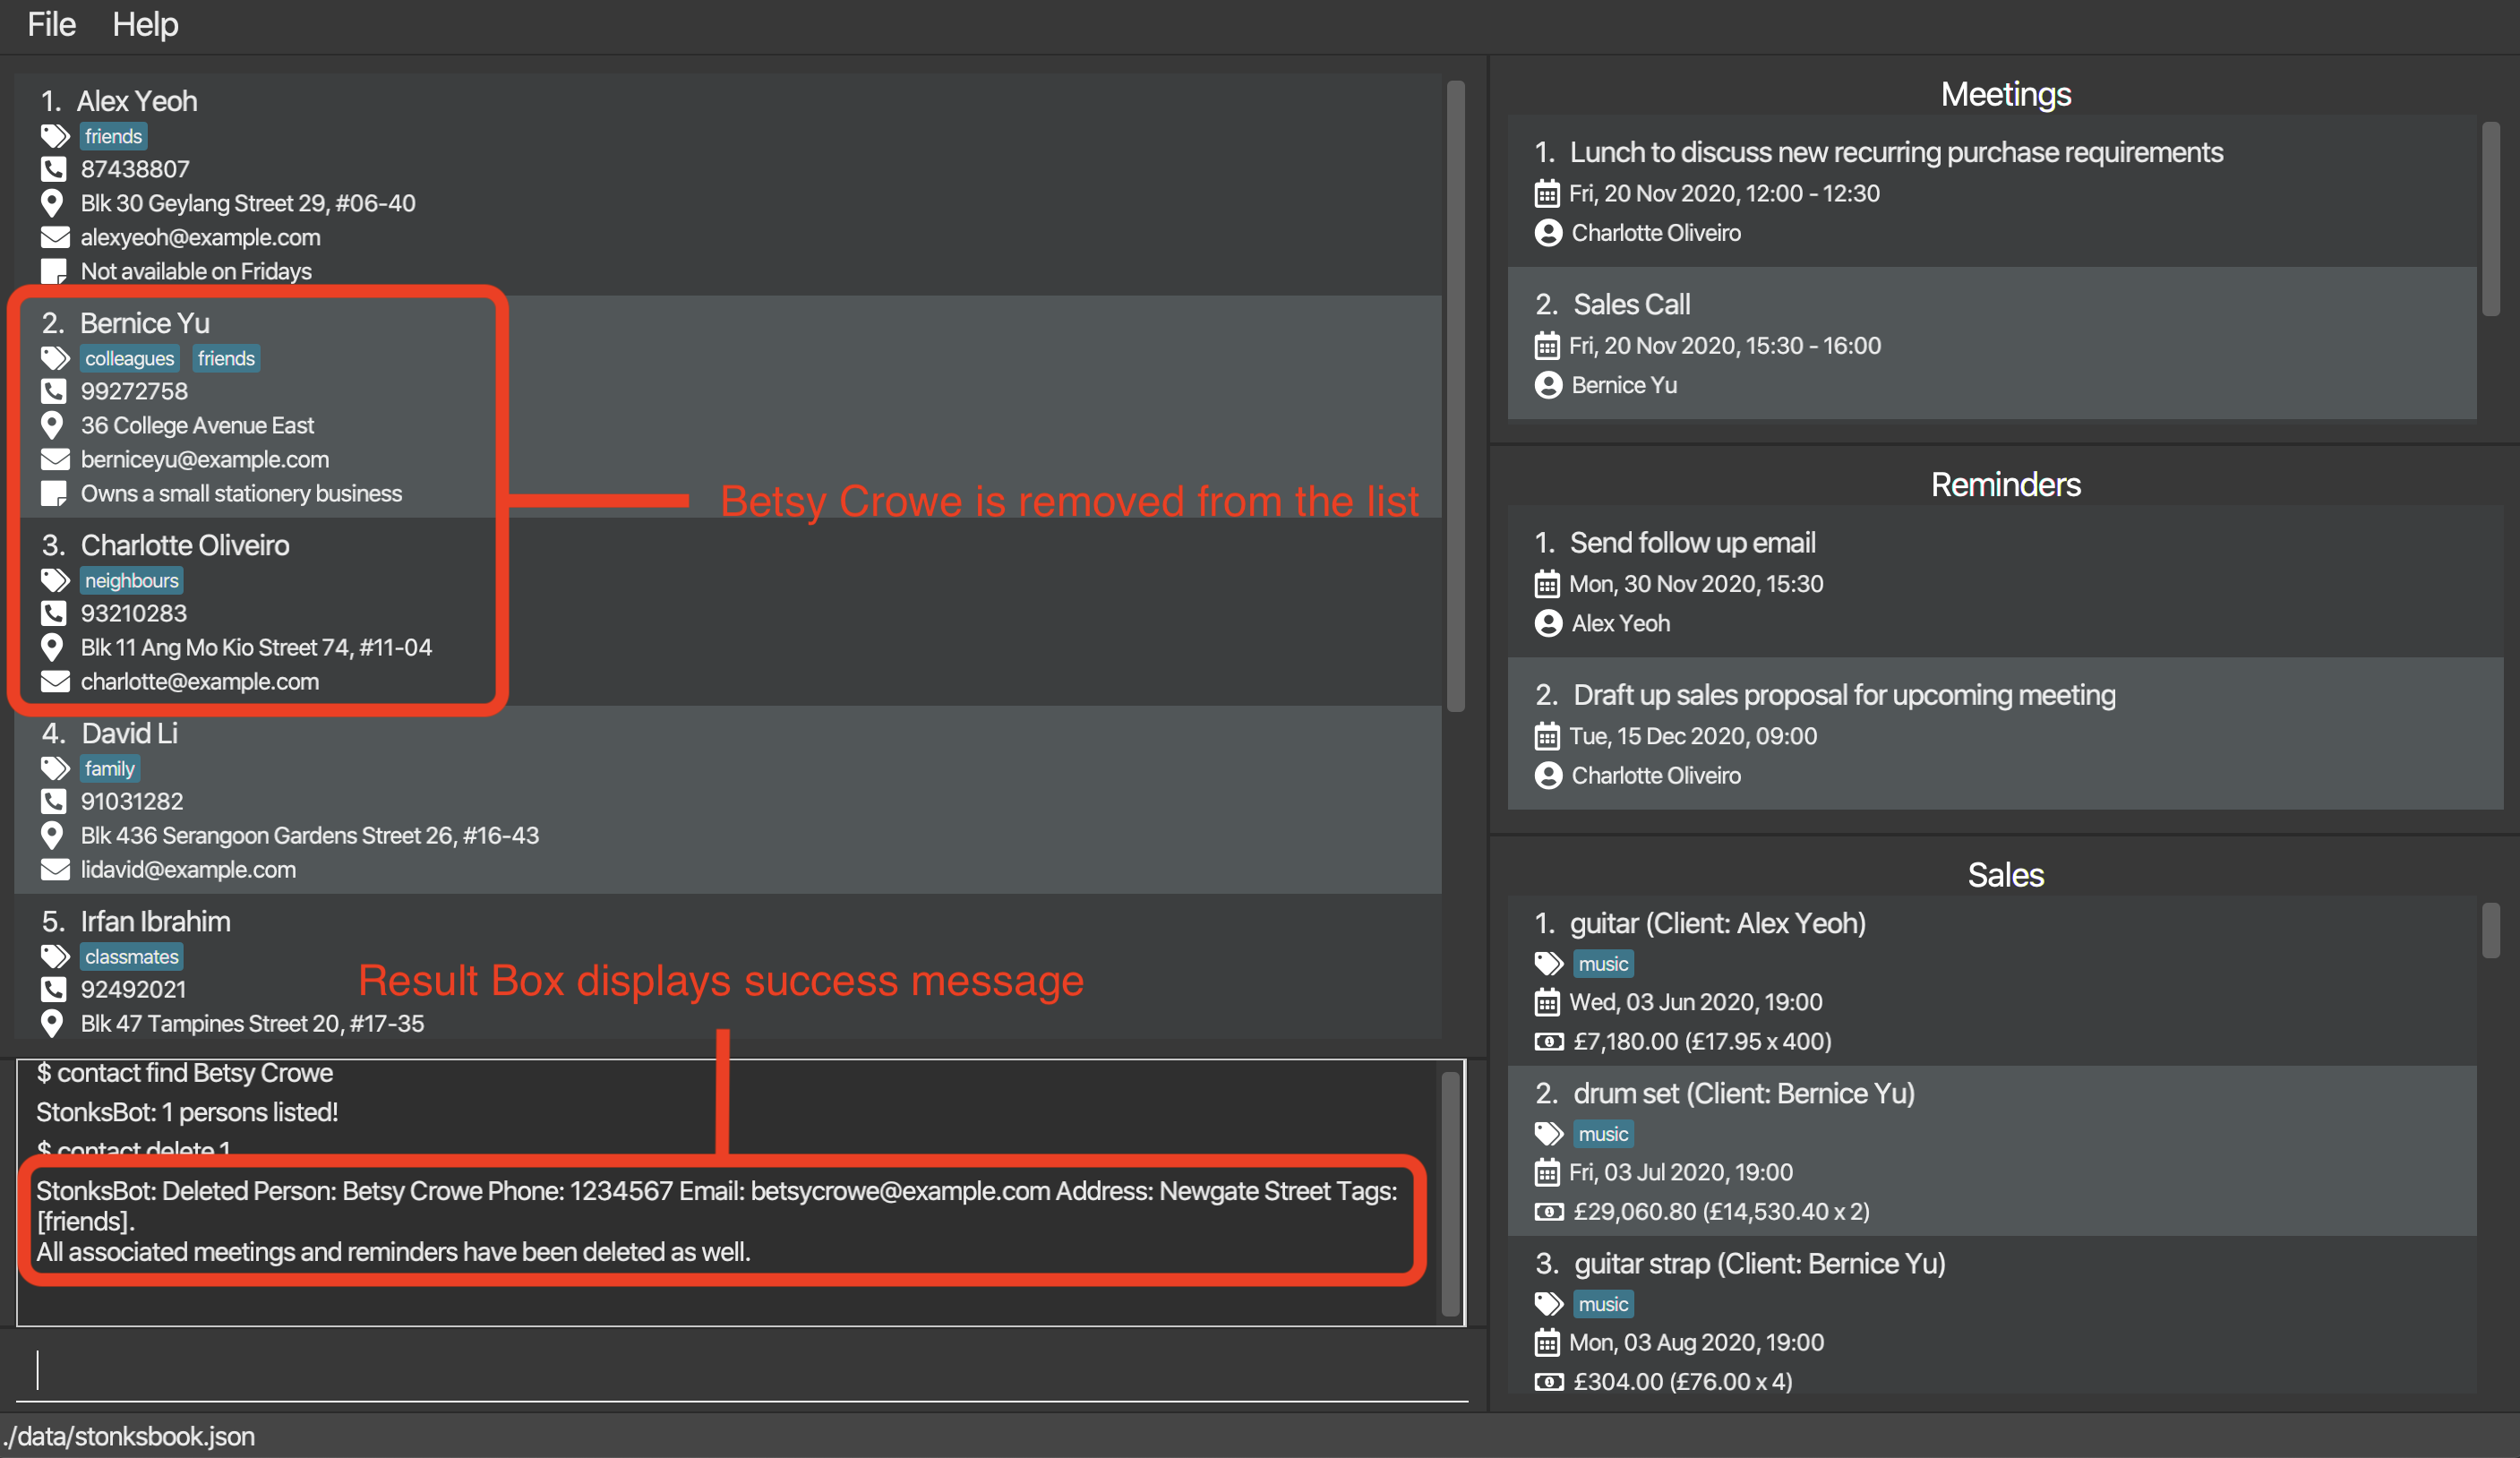 File Help
1. Alex Yeoh
friends
87438807
Blk 30 Geylang Street 29, #06-40
alexyeoh@example.com
Not available on Fridays
2. Bernice Yu
colleagues friends
99272758
36 College Avenue East
berniceyu@example.com
Owns a small stationery business
Betsy Crowe is removed from the list
3. Charlotte Oliveiro
neighbours
93210283
Blk 11 Ang Mo Kio Street 74, #11-04
charlotte@example.com
4. David Li
family
91031282
Blk 436 Serangoon Gardens Street 26, #16-43
lidavid@example.com
5. Irfan Ibrahim
classmates
92492021
Blk 47 Tampines Street 20, #17-35
Result Box displays success message
$ contact find Betsy Crowe
StonksBot: 1 persons listed!
$ contact delete 1
StonksBot: Deleted Person: Betsy Crowe Phone: 1234567 Email: betsycrowe@example.com Address: Newgate Street Tags:
[friends].
All associated meetings and reminders have been deleted as well.
Meetings
1. Lunch to discuss new recurring purchase requirements
Fri, 20 Nov 2020, 12:00 - 12:30
Charlotte Oliveiro
2. Sales Call
Fri, 20 Nov 2020, 15:30 - 16:00
Bernice Yu
Reminders
1. Send follow up email
Mon, 30 Nov 2020, 15:30
Alex Yeoh
2. Draft up sales proposal for upcoming meeting
Tue, 15 Dec 2020, 09:00
Charlotte Oliveiro
Sales
1. guitar (Client: Alex Yeoh)
music
Wed, 03 Jun 2020, 19:00
£7,180.00 (£17.95 x 400)
2. drum set (Client: Bernice Yu)
music
Fri, 03 Jul 2020, 19:00
£29,060.80 (£14,530.40 x 2)
3. guitar strap (Client: Bernice Yu)
music
Mon, 03 Aug 2020, 19:00
£304.00 (£76.00 x 4)
./data/stonksbook.json